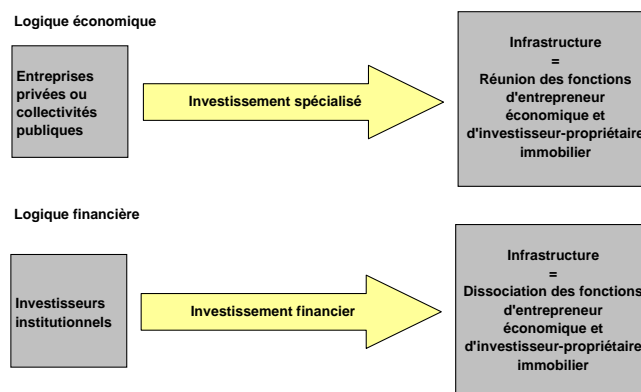 Logique économique
Entreprises
privées ou
collectivités
publiques
Investissement spécialisé
Infrastructure
=
Réunion des fonctions
d'entrepreneur
économique et
d'investisseur-propriétaire
immobilier
Logique financière
Investisseurs
institutionnels
Investissement financier
Infrastructure
=
Dissociation des fonctions
d'entrepreneur
économique et
d'investisseur-propriétaire
immobilier